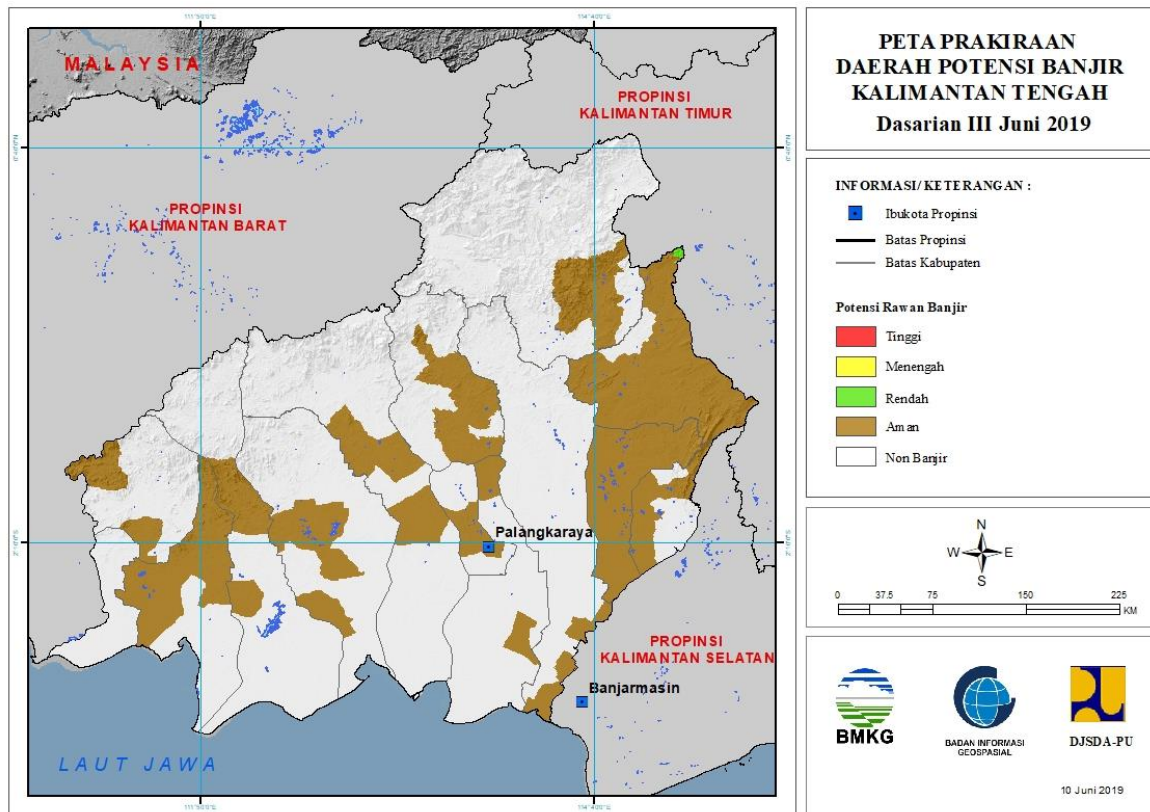 PETA PRAKIRAAN
DAERAH POTENSI BANJIR
KALIMANTAN TENGAH
Dasarian III Juni 2019
MALAYSIA
PROPINSI
KALIMANTAN TIMUR
PROPINSI
KALIMANTAN BARAT
Palangkaraya
PROPINSI
KALIMANTAN SELATAN
Banjarmasin
LAUT JAWA
INFORMASI/ KETERANGAN :
Ibukota Propinsi
Batas Propinsi
Batas Kabupaten
Potensi Rawan Banjir
Tinggi
Menengah
Rendah
Aman
Non Banjir
N
W E
S
0 37.5 75 150 225
KM
BMKG
BADAN INFORMASI
GEOSPASIAL
DJSDA-PU
10 Juni 2019